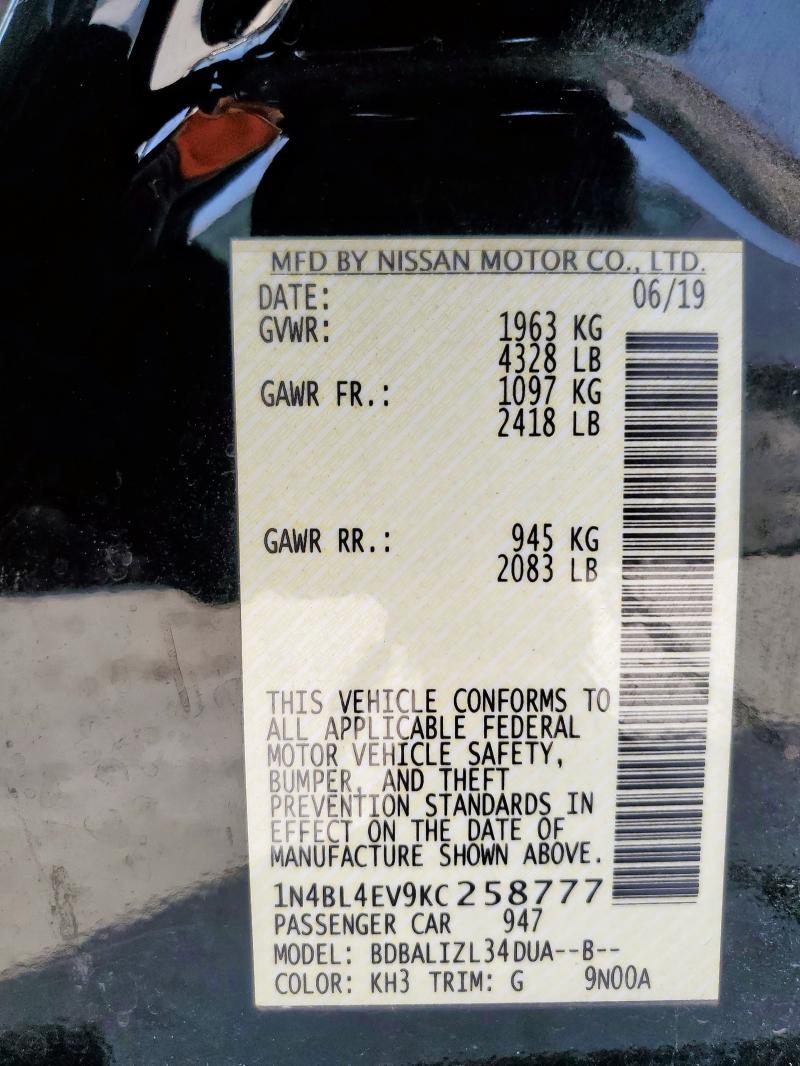 MFD BY NISSAN MOTOR CO., LTD.
DATE: 06/19
GVWR: 1963 KG
4328 LB
GAWR FR.: 1097 KG
2418 LB
GAWR RR.: 945 KG
2083 LB
THIS VEHICLE CONFORMS TO
ALL APPLICABLE FEDERAL
MOTOR VEHICLE SAFETY,
BUMPER, AND THEFT
PREVENTION STANDARDS IN
EFFECT ON THE DATE OF
MANUFACTURE SHOWN ABOVE.
1N4BL4EV9KC258777
PASSENGER CAR 947
MODEL: BDBALIZL34DUA--B--
COLOR: KH3 TRIM: G 9N00A